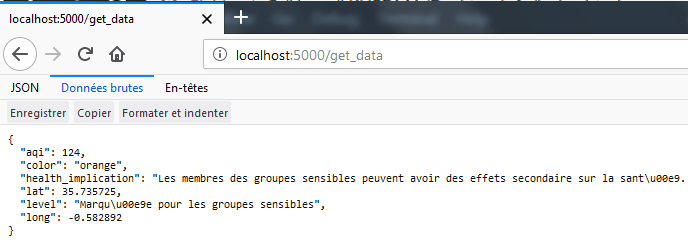 localhost:5000/get_data
localhost:5000/get_data
JSON Données brutes En-têtes
Enregistrer Copier Formater et indenter
{
  "aqi": 124,
  "color": "orange",
  "health_implication": "Les membres des groupes sensibles peuvent avoir des effets secondaire sur la sant\u00e9.
  "lat": 35.735725,
  "level": "Marqu\u00e9e pour les groupes sensibles",
  "long": -0.582892
}